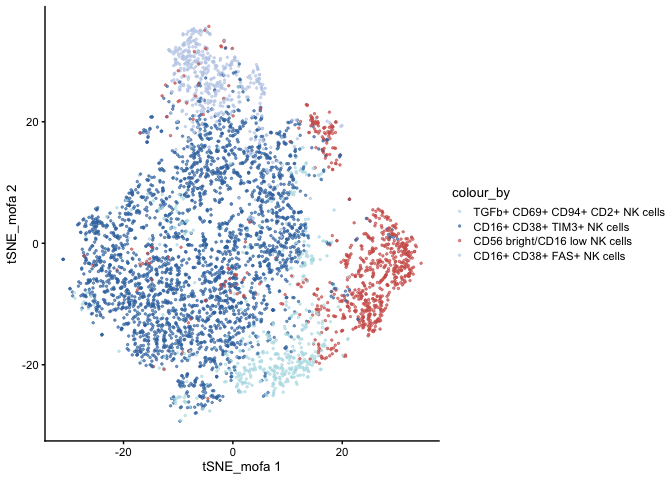 colour_by
TGFb+ CD69+ CD94+ CD2+ NK cells
CD16+ CD38+ TIM3+ NK cells
CD56 bright/CD16 low NK cells
CD16+ CD38+ FAS+ NK cells
tSNE_mofa 2
20
0
-20
-20
0
20
tSNE_mofa 1